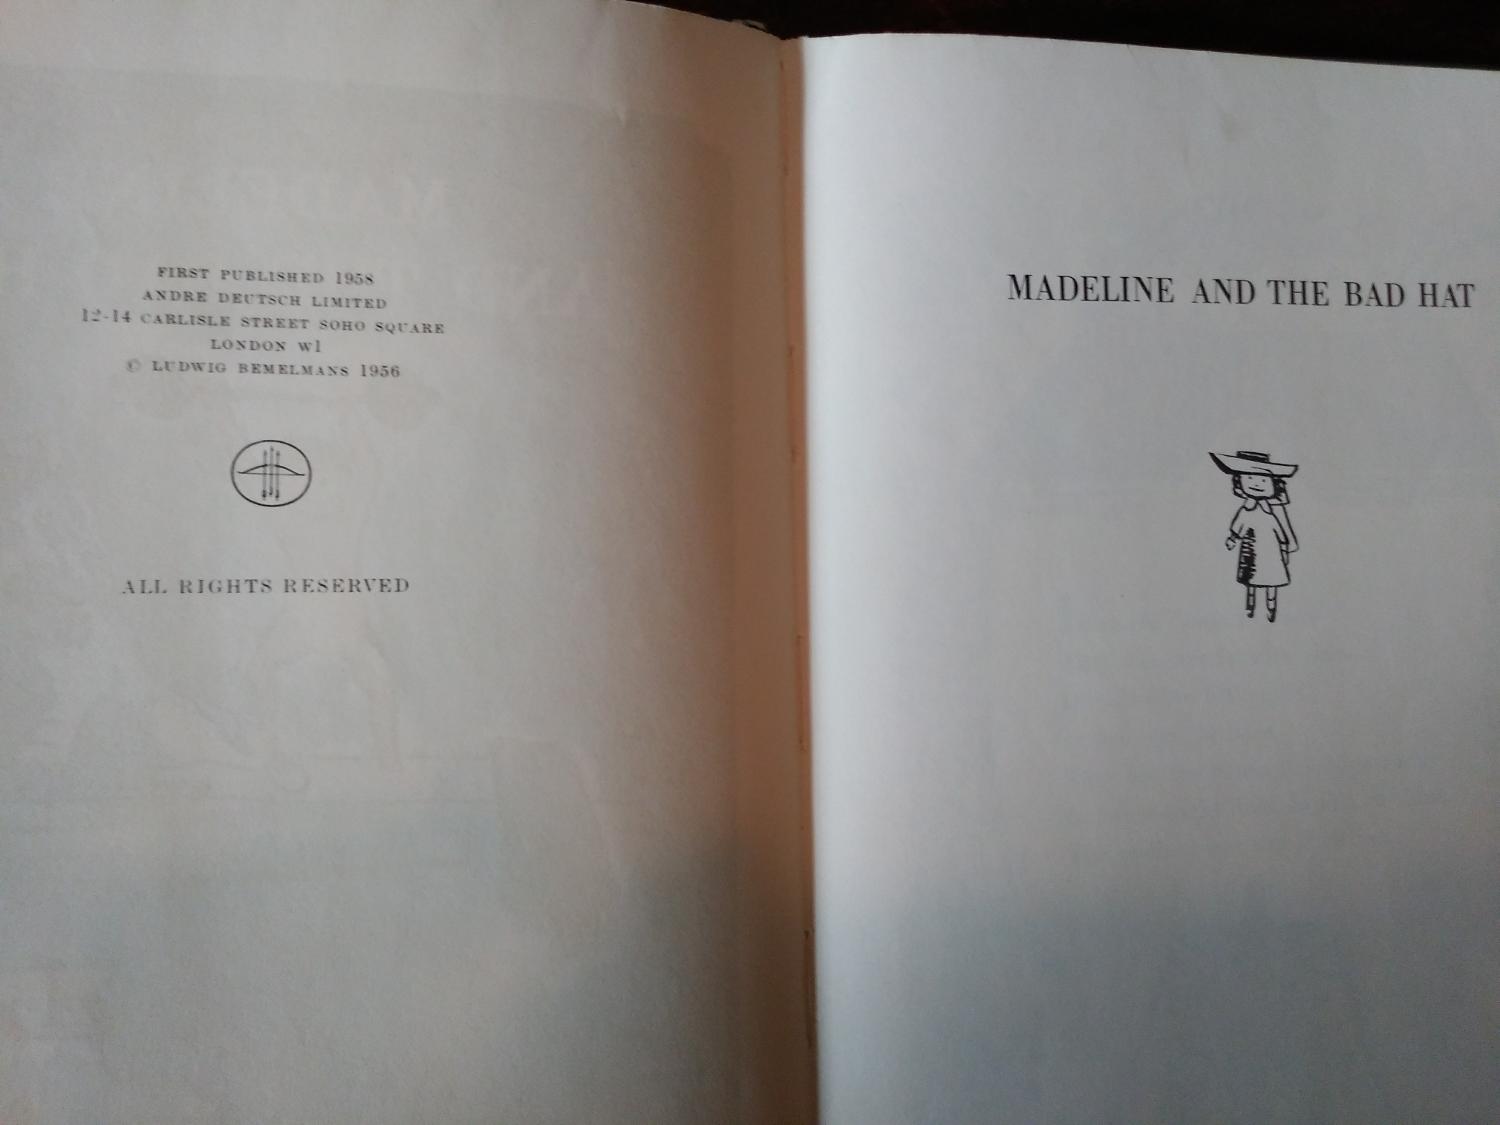 FIRST PUBLISHED 1958
ANDRE DEUTSCH LIMITED
12-14 CARLISLE STREET SOHO SQUARE
LONDON W1
© LUDWIG BEMELMANS 1956
ALL RIGHTS RESERVED
MADELINE AND THE BAD HAT